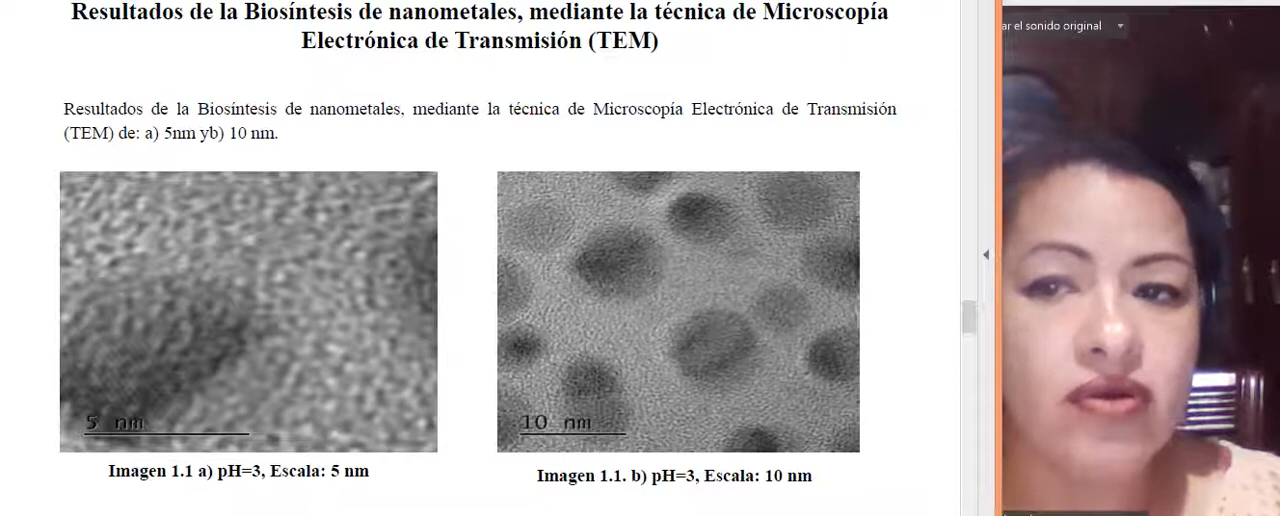 Resultados de la Biosíntesis de nanometales, mediante la técnica de Microscopía
Electrónica de Transmisión (TEM)
Resultados de la Biosíntesis de nanometales, mediante la técnica de Microscopía Electrónica de Transmisión
(TEM) de: a) 5nm yb) 10 nm.
5 nm
10 nm
Imagen 1.1 a) pH=3, Escala: 5 nm
Imagen 1.1. b) pH=3, Escala: 10 nm
ar el sonido original